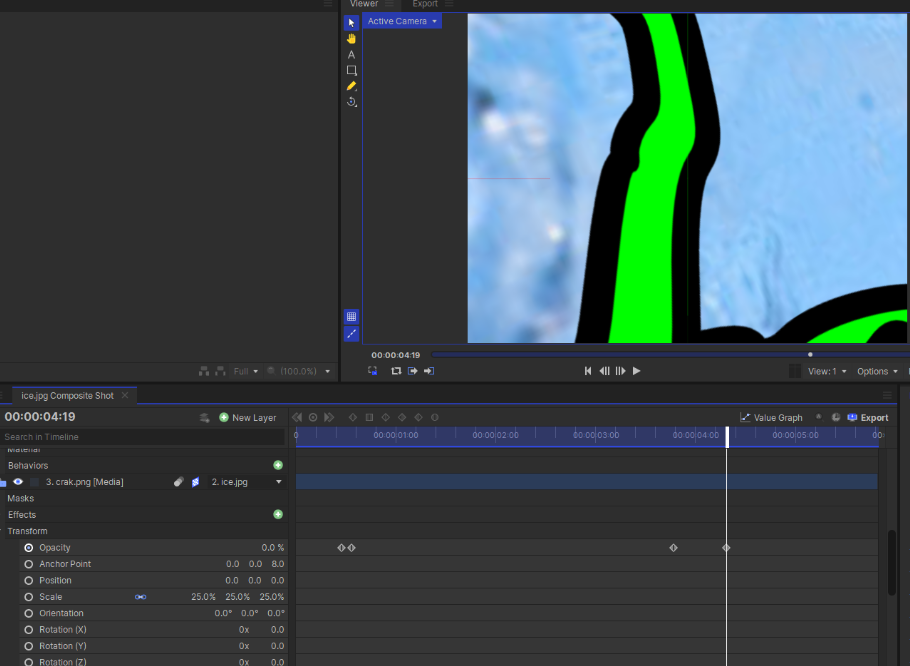 Viewer Export
Active Camera
A
00:00:04:19
Full (100.0%)
View: 1 Options
ice.jpg Composite Shot
00:00:04:19 New Layer Value Graph Export
Search in Timeline
0 00:00:01:00 00:00:02:00 00:00:03:00 00:00:04:00 00:00:05:00 00:
Material
Behaviors
3. crak.png [Media] 2. ice.jpg
Masks
Effects
Transform
Opacity 0.0 %
Anchor Point 0.0 0.0 8.0
Position 0.0 0.0 0.0
Scale 25.0% 25.0% 25.0%
Orientation 0.0° 0.0° 0.0°
Rotation (X) 0x 0.0
Rotation (Y) 0x 0.0
Rotation (Z) 0x 0.0